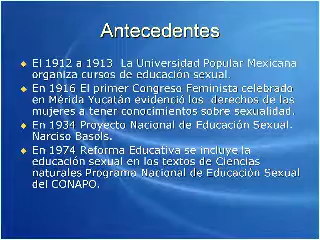 Antecedentes
El 1912 a 1913 La Universidad Popular Mexicana
organiza cursos de educación sexual.
En 1916 El primer Congreso Feminista celebrado
en Mérida Yucatán evidenció los derechos de las
mujeres a tener conocimientos sobre sexualidad.
En 1934 Proyecto Nacional de Educación Sexual.
Narciso Basols.
En 1974 Reforma Educativa se incluye la
educación sexual en los textos de Ciencias
naturales Programa Nacional de Educación Sexual
del CONAPO.